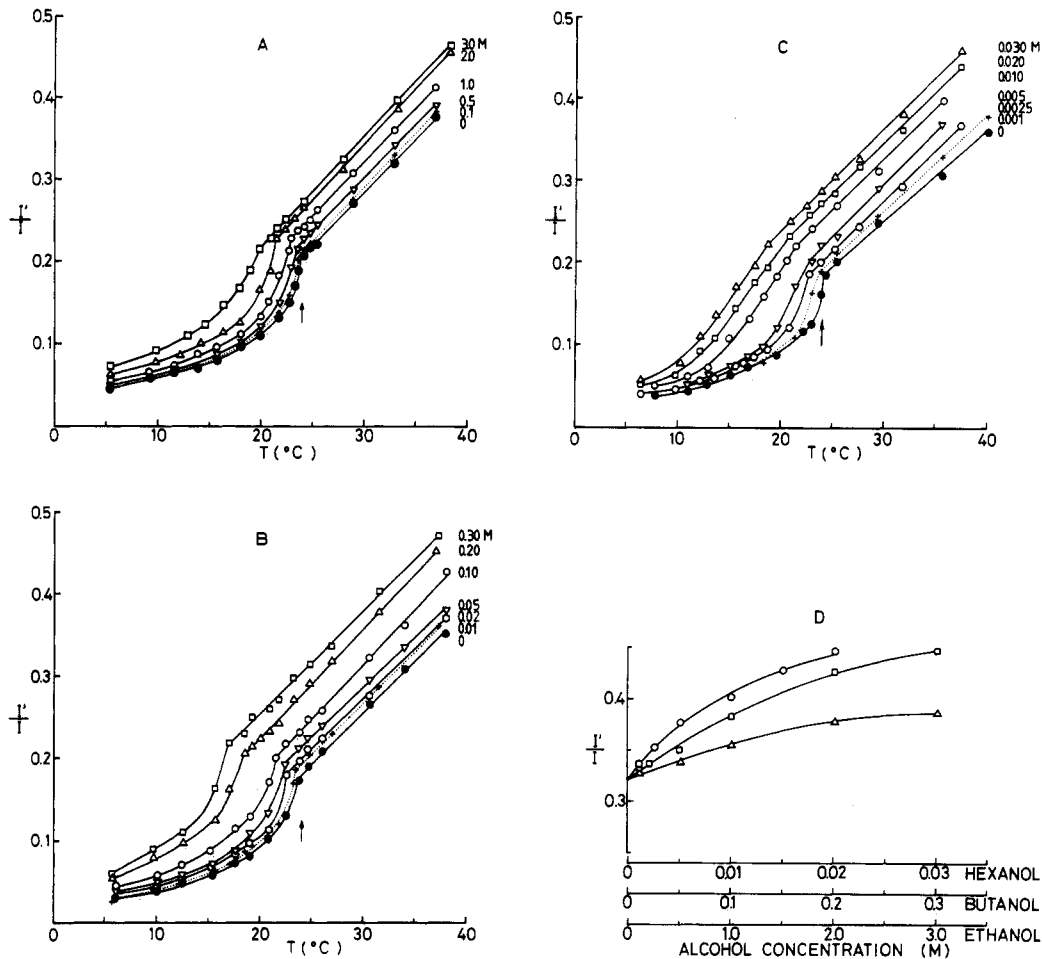 A
0.5
0.4
0.3
0.2
0.1
I'
I
0
10
20
30
40
T (°C)
3.0 M
2.0
1.0
0.5
0.1
0
C
0.5
0.4
0.3
0.2
0.1
I'
I
0
10
20
30
40
T (°C)
0.030 M
0.020
0.010
0.005
0.0025
0.001
0
B
0.5
0.4
0.3
0.2
0.1
I'
I
0
10
20
30
40
T (°C)
0.30 M
0.20
0.10
0.05
0.02
0.01
0
D
0.4
0.3
I'
I
0 0.01 0.02 0.03 HEXANOL
0 0.1 0.2 0.3 BUTANOL
0 1.0 2.0 3.0 ETHANOL
ALCOHOL CONCENTRATION (M)